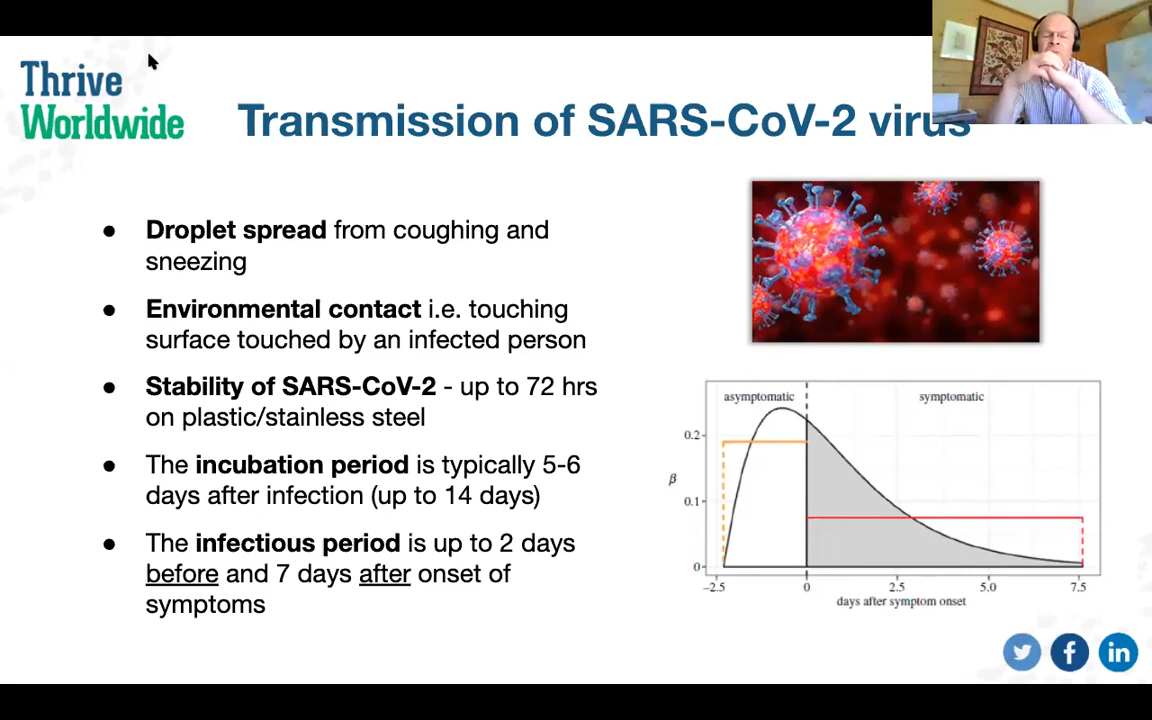 Thrive
Worldwide
Transmission of SARS-CoV-2 virus
● Droplet spread from coughing and
sneezing
● Environmental contact i.e. touching
surface touched by an infected person
● Stability of SARS-CoV-2 - up to 72 hrs
on plastic/stainless steel
● The incubation period is typically 5-6
days after infection (up to 14 days)
● The infectious period is up to 2 days
before and 7 days after onset of
symptoms
asymptomatic
symptomatic
0.2
β
0.1
0
−2.5 0 2.5 5.0 7.5
days after symptom onset
f in